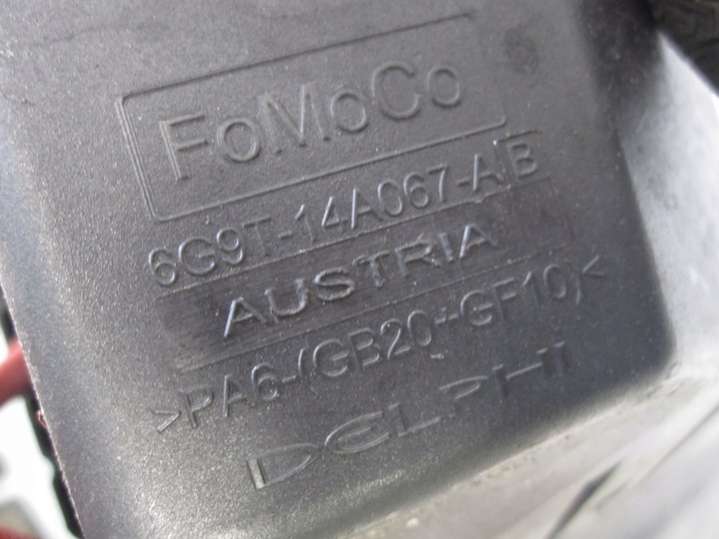 FoMoCo
6G9T-14A067-AB
AUSTRIA
>PA6-(GB20+GF10)<
DELPHI